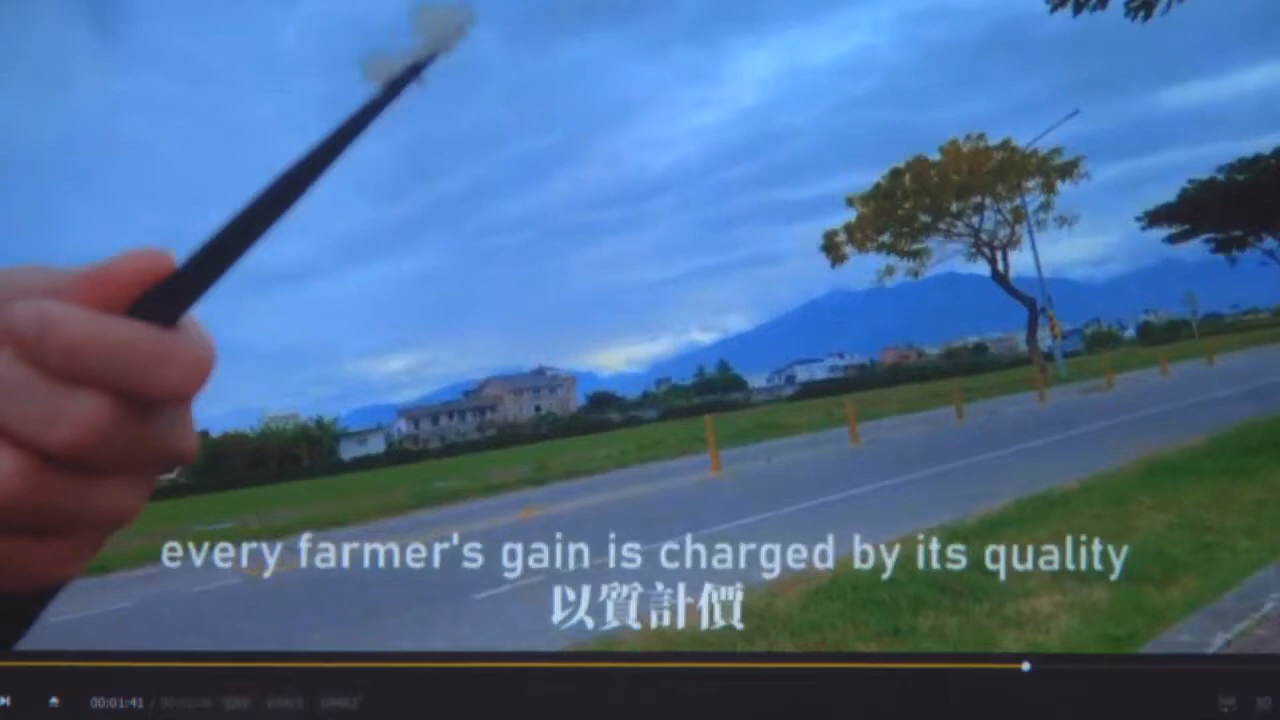 every farmer's gain is charged by its quality
以質計價
00:01:41